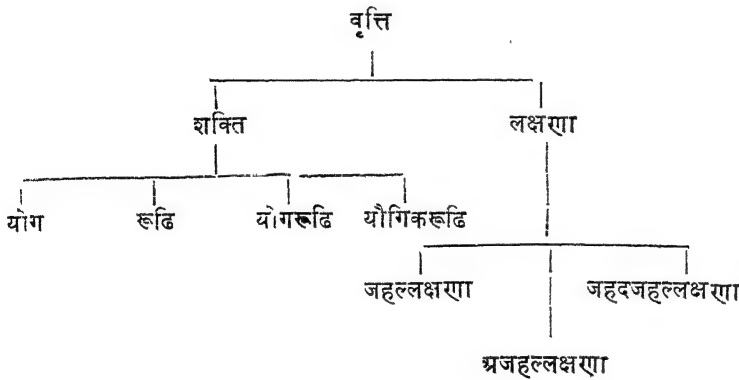 वृत्ति
शक्ति लक्षणा
योग रूढि योगरूढि यौगिकरूढि
जहल्लक्षणा जहदजहल्लक्षणा
अजहल्लक्षणा